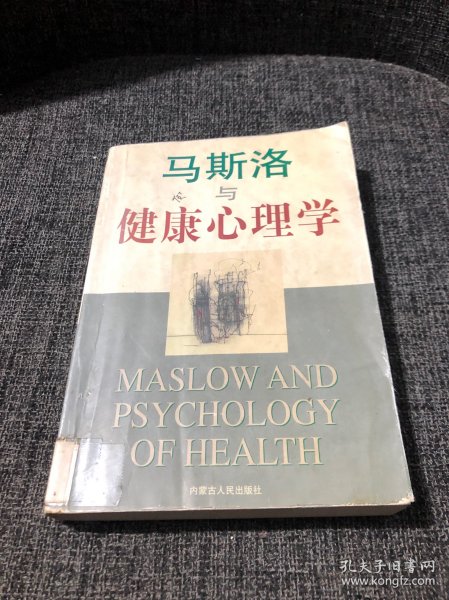 马斯洛
与
健康心理学
MASLOW AND
PSYCHOLOGY
OF HEALTH
内蒙古人民出版社
孔夫子旧书网
www.kongfz.com